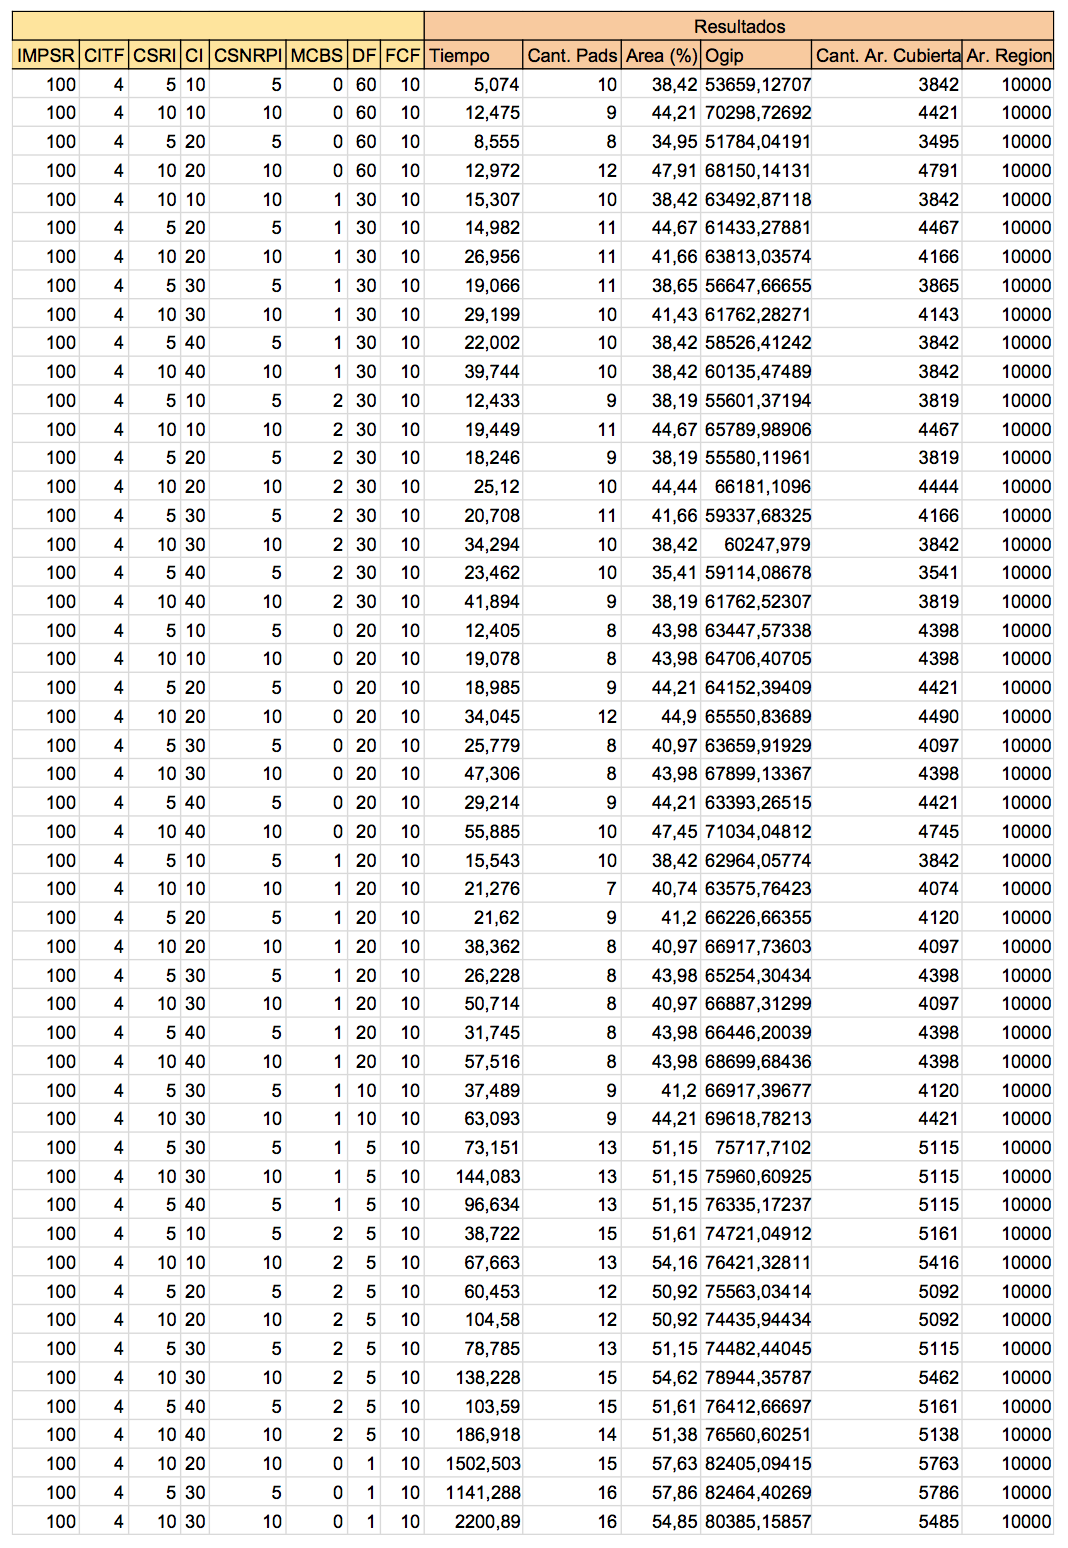 Resultados
IMPSR CITF CSRI CI CSNRPI MCBS DF FCF Tiempo Cant. Pads Area (%) Ogip Cant. Ar. Cubierta Ar. Region
100 4 5 10 5 0 60 10 5,074 10 38,42 53659,12707 3842 10000
100 4 10 10 10 0 60 10 12,475 9 44,21 70298,72692 4421 10000
100 4 5 20 5 0 60 10 8,555 8 34,95 51784,04191 3495 10000
100 4 10 20 10 0 60 10 12,972 12 47,91 68150,14131 4791 10000
100 4 10 10 10 1 30 10 15,307 10 38,42 63492,87118 3842 10000
100 4 5 20 5 1 30 10 14,982 11 44,67 61433,27881 4467 10000
100 4 10 20 10 1 30 10 26,956 11 41,66 63813,03574 4166 10000
100 4 5 30 5 1 30 10 19,066 11 38,65 56647,66655 3865 10000
100 4 10 30 10 1 30 10 29,199 10 41,43 61762,28271 4143 10000
100 4 5 40 5 1 30 10 22,002 10 38,42 58526,41242 3842 10000
100 4 10 40 10 1 30 10 39,744 10 38,42 60135,47489 3842 10000
100 4 5 10 5 2 30 10 12,433 9 38,19 55601,37194 3819 10000
100 4 10 10 10 2 30 10 19,449 11 44,67 65789,98906 4467 10000
100 4 5 20 5 2 30 10 18,246 9 38,19 55580,11961 3819 10000
100 4 10 20 10 2 30 10 25,12 10 44,44 66181,1096 4444 10000
100 4 5 30 5 2 30 10 20,708 11 41,66 59337,68325 4166 10000
100 4 10 30 10 2 30 10 34,294 10 38,42 60247,979 3842 10000
100 4 5 40 5 2 30 10 23,462 10 35,41 59114,08678 3541 10000
100 4 10 40 10 2 30 10 41,894 9 38,19 61762,52307 3819 10000
100 4 5 10 5 0 20 10 12,405 8 43,98 63447,57338 4398 10000
100 4 10 10 10 0 20 10 19,078 8 43,98 64706,40705 4398 10000
100 4 5 20 5 0 20 10 18,985 9 44,21 64152,39409 4421 10000
100 4 10 20 10 0 20 10 34,045 12 44,9 65550,83689 4490 10000
100 4 5 30 5 0 20 10 25,779 8 40,97 63659,91929 4097 10000
100 4 10 30 10 0 20 10 47,306 8 43,98 67899,13367 4398 10000
100 4 5 40 5 0 20 10 29,214 9 44,21 63393,26515 4421 10000
100 4 10 40 10 0 20 10 55,885 10 47,45 71034,04812 4745 10000
100 4 5 10 5 1 20 10 15,543 10 38,42 62964,05774 3842 10000
100 4 10 10 10 1 20 10 21,276 7 40,74 63575,76423 4074 10000
100 4 5 20 5 1 20 10 21,62 9 41,2 66226,66355 4120 10000
100 4 10 20 10 1 20 10 38,362 8 40,97 66917,73603 4097 10000
100 4 5 30 5 1 20 10 26,228 8 43,98 65254,30434 4398 10000
100 4 10 30 10 1 20 10 50,714 8 40,97 66887,31299 4097 10000
100 4 5 40 5 1 20 10 31,745 8 43,98 66446,20039 4398 10000
100 4 10 40 10 1 20 10 57,516 8 43,98 68699,68436 4398 10000
100 4 5 30 5 1 10 10 37,489 9 41,2 66917,39677 4120 10000
100 4 10 30 10 1 10 10 63,093 9 44,21 69618,78213 4421 10000
100 4 5 30 5 1 5 10 73,151 13 51,15 75717,7102 5115 10000
100 4 10 30 10 1 5 10 144,083 13 51,15 75960,60925 5115 10000
100 4 5 40 5 1 5 10 96,634 13 51,15 76335,17237 5115 10000
100 4 5 10 5 2 5 10 38,722 15 51,61 74721,04912 5161 10000
100 4 10 10 10 2 5 10 67,663 13 54,16 76421,32811 5416 10000
100 4 5 20 5 2 5 10 60,453 12 50,92 75563,03414 5092 10000
100 4 10 20 10 2 5 10 104,58 12 50,92 74435,94434 5092 10000
100 4 5 30 5 2 5 10 78,785 13 51,15 74482,44045 5115 10000
100 4 10 30 10 2 5 10 138,228 15 54,62 78944,35787 5462 10000
100 4 5 40 5 2 5 10 103,59 15 51,61 76412,66697 5161 10000
100 4 10 40 10 2 5 10 186,918 14 51,38 76560,60251 5138 10000
100 4 10 20 10 0 1 10 1502,503 15 57,63 82405,09415 5763 10000
100 4 5 30 5 0 1 10 1141,288 16 57,86 82464,40269 5786 10000
100 4 10 30 10 0 1 10 2200,89 16 54,85 80385,15857 5485 10000